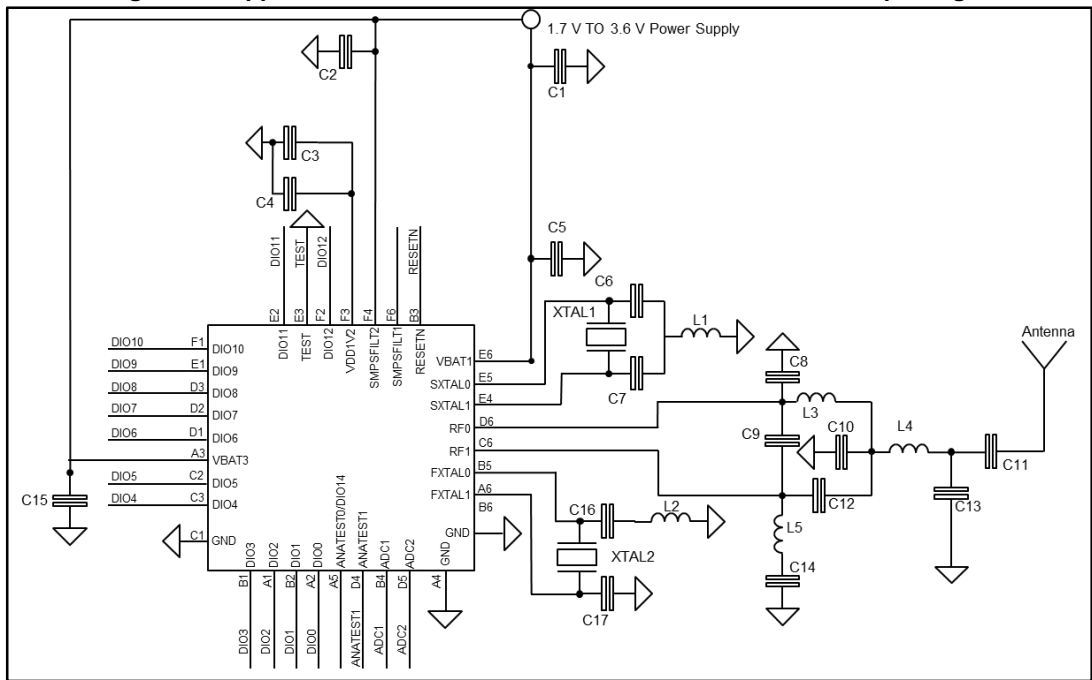 1.7 V TO 3.6 V Power Supply
C2
C1
C3
C4
C5
C6
XTAL1
L1
C7
Antenna
C8
L3
C9
C10
L4
C11
C12
C13
L5
C14
C15
C16
L2
XTAL2
C17
DIO11
TEST
DIO12
RESETN
E2
E3
F2
F3
F4
F6
B3
DIO11
TEST
DIO12
VDD1V2
SMPSFILT2
SMPSFILT1
RESETN
DIO10 F1 DIO10
DIO9 E1 DIO9
DIO8 D3 DIO8
DIO7 D2 DIO7
DIO6 D1 DIO6
A3 VBAT3
DIO5 C2 DIO5
DIO4 C3 DIO4
C1 GND
VBAT1 E6
SXTAL0 E5
SXTAL1 E4
RF0 D6
RF1 C6
FXTAL0 B5
FXTAL1 A6
B6
GND
DIO3
DIO2
DIO1
DIO0
ANATEST0/DIO14
ANATEST1
ADC1
ADC2
GND
B1
A1
B2
A2
A5
D4
B4
D5
A4
DIO3
DIO2
DIO1
DIO0
ANATEST1
ADC1
ADC2